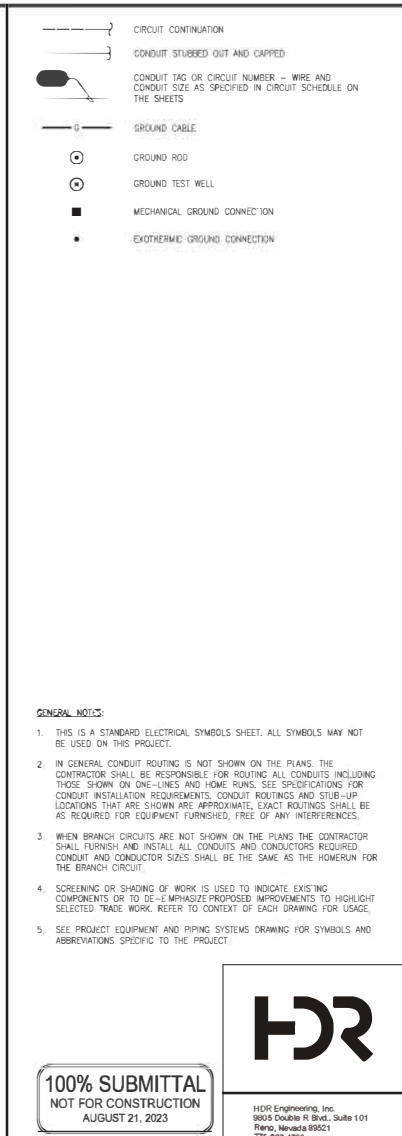 CIRCUIT CONTINUATION
CONDUIT STUBBED OUT AND CAPPED
CONDUIT TAG OR CIRCUIT NUMBER – WIRE AND
CONDUIT SIZE AS SPECIFIED IN CIRCUIT SCHEDULE ON
THE SHEETS
G GROUND CABLE
GROUND ROD
GROUND TEST WELL
MECHANICAL GROUND CONNECTION
EXOTHERMIC GROUND CONNECTION
GENERAL NOTES:
1. THIS IS A STANDARD ELECTRICAL SYMBOLS SHEET. ALL SYMBOLS MAY NOT
BE USED ON THIS PROJECT.
2. IN GENERAL CONDUIT ROUTING IS NOT SHOWN ON THE PLANS. THE
CONTRACTOR SHALL BE RESPONSIBLE FOR ROUTING ALL CONDUITS INCLUDING
THOSE SHOWN ON ONE-LINES AND HOME RUNS. SEE SPECIFICATIONS FOR
CONDUIT INSTALLATION REQUIREMENTS. CONDUIT ROUTINGS AND STUB-UP
LOCATIONS THAT ARE SHOWN ARE APPROXIMATE, EXACT ROUTINGS SHALL BE
AS REQUIRED FOR EQUIPMENT FURNISHED, FREE OF ANY INTERFERENCES.
3. WHEN BRANCH CIRCUITS ARE NOT SHOWN ON THE PLANS THE CONTRACTOR
SHALL FURNISH AND INSTALL ALL CONDUITS AND CONDUCTORS REQUIRED.
CONDUIT AND CONDUCTOR SIZES SHALL BE THE SAME AS THE HOMERUN FOR
THE BRANCH CIRCUIT.
4. SCREENING OR SHADING OF WORK IS USED TO INDICATE EXISTING
COMPONENTS OR TO DE-EMPHASIZE PROPOSED IMPROVEMENTS TO HIGHLIGHT
SELECTED TRADE WORK. REFER TO CONTEXT OF EACH DRAWING FOR USAGE.
5. SEE PROJECT EQUIPMENT AND PIPING SYSTEMS DRAWING FOR SYMBOLS AND
ABBREVIATIONS SPECIFIC TO THE PROJECT.
HDR
100% SUBMITTAL
NOT FOR CONSTRUCTION
AUGUST 21, 2023
HDR Engineering, Inc.
9805 Double R Blvd., Suite 101
Reno, Nevada 89521